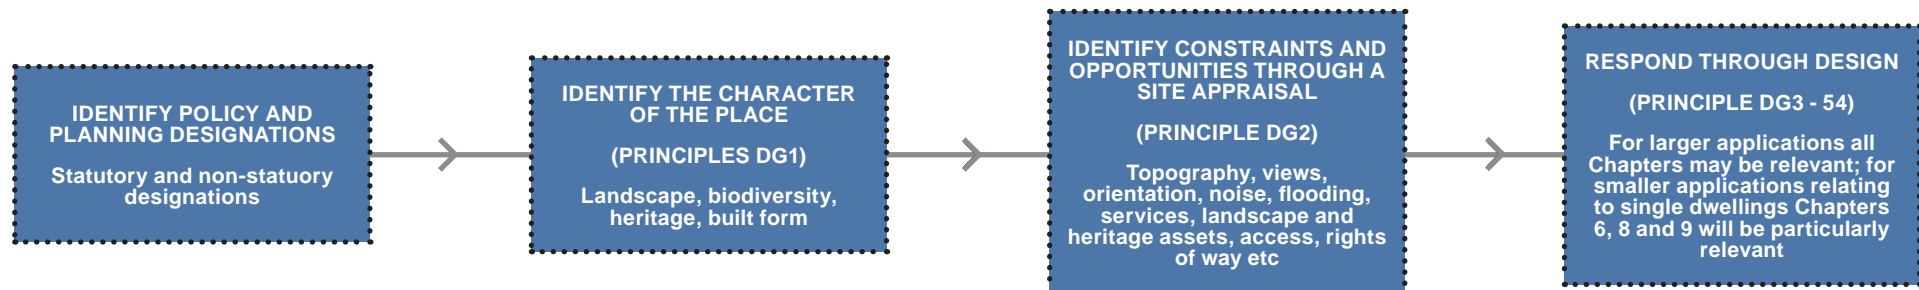 IDENTIFY POLICY AND
PLANNING DESIGNATIONS
Statutory and non-statuory
designations
IDENTIFY THE CHARACTER
OF THE PLACE
(PRINCIPLES DG1)
Landscape, biodiversity,
heritage, built form
IDENTIFY CONSTRAINTS AND
OPPORTUNITIES THROUGH A
SITE APPRAISAL
(PRINCIPLE DG2)
Topography, views,
orientation, noise, flooding,
services, landscape and
heritage assets, access, rights
of way etc
RESPOND THROUGH DESIGN
(PRINCIPLE DG3 - 54)
For larger applications all
Chapters may be relevant; for
smaller applications relating
to single dwellings Chapters
6, 8 and 9 will be particularly
relevant